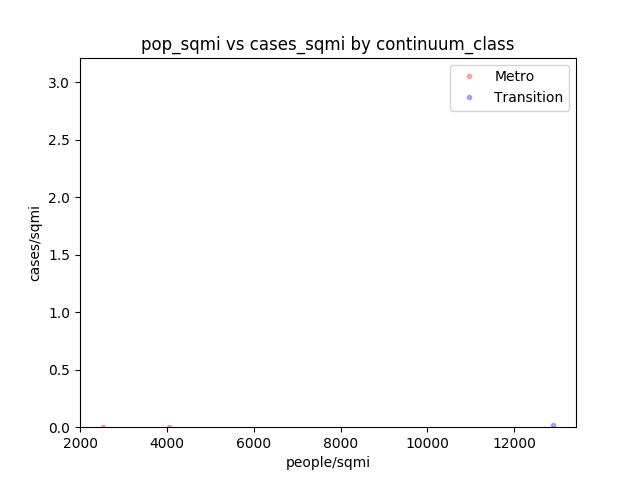 pop_sqmi vs cases_sqmi by continuum_class
Metro
Transition
3.0
2.5
2.0
1.5
1.0
0.5
0.0
cases/sqmi
2000 4000 6000 8000 10000 12000
people/sqmi